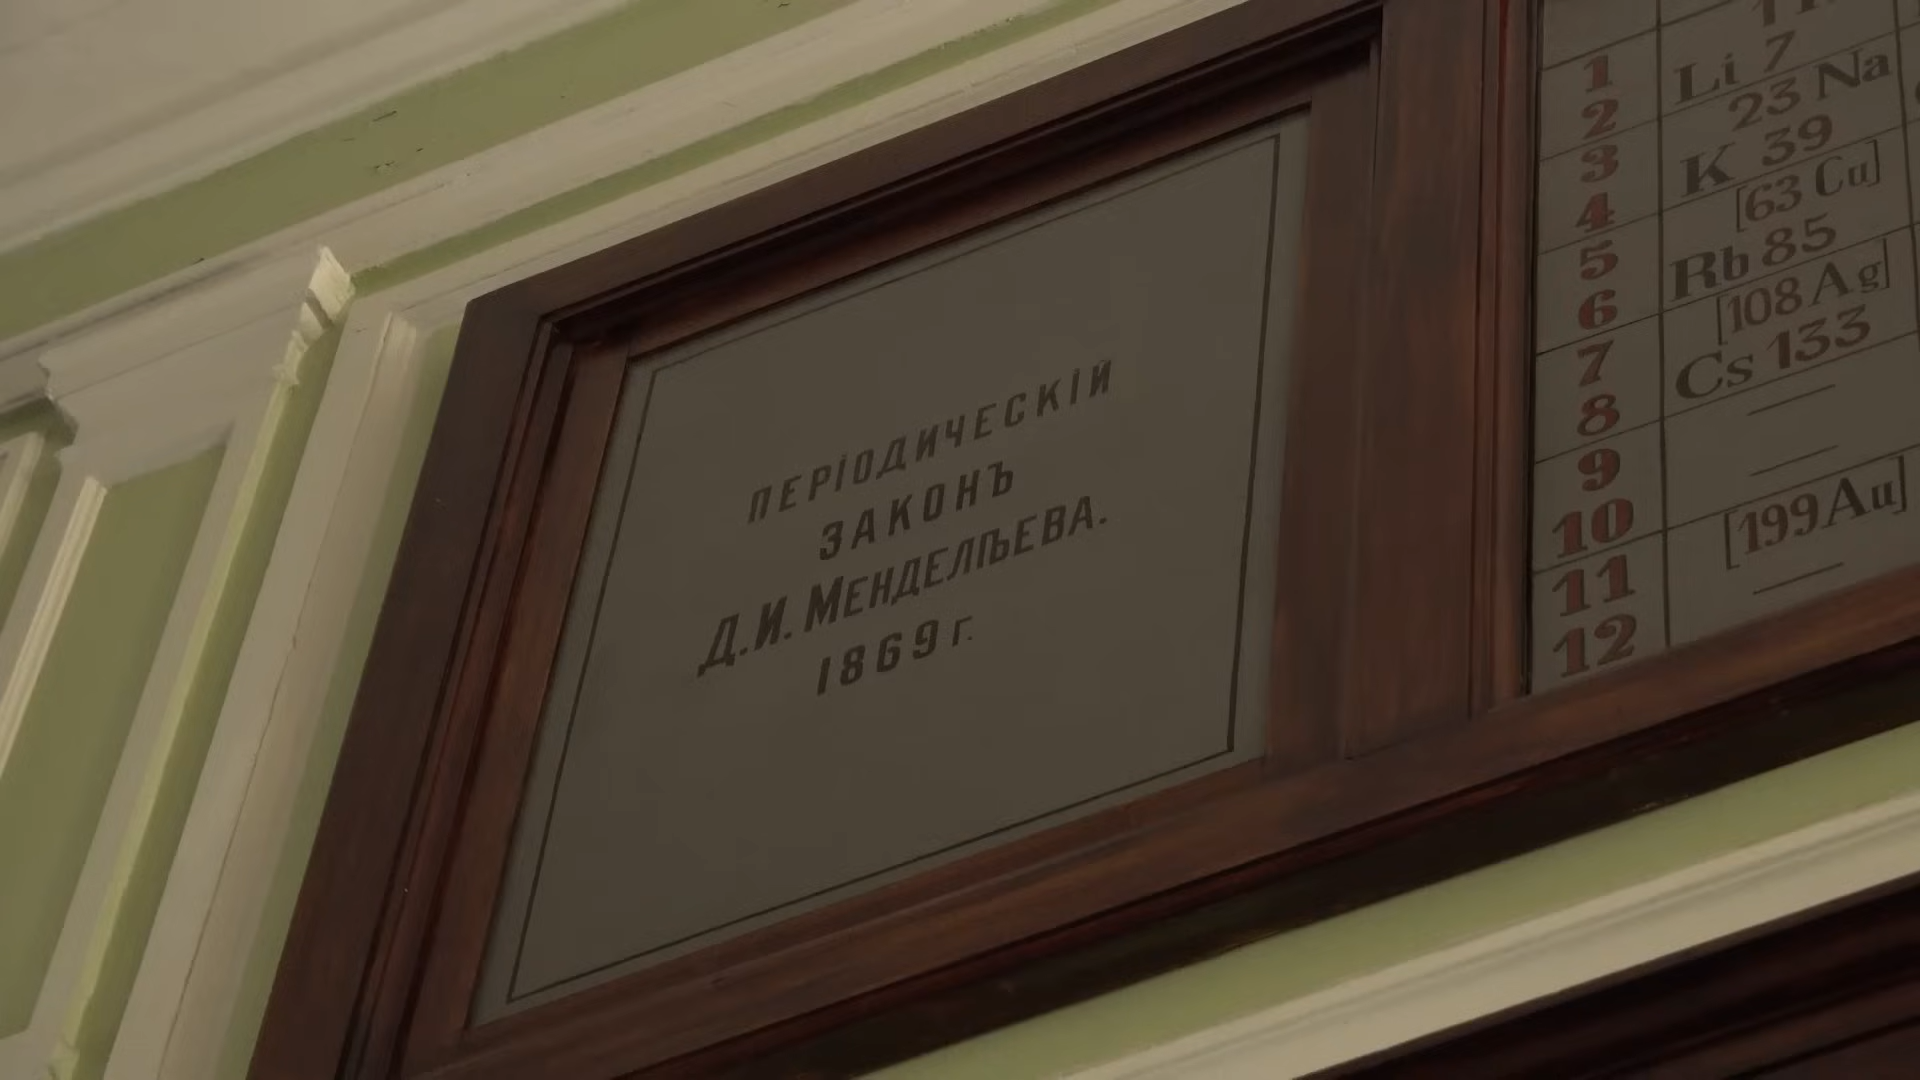 ПЕРІОДИЧЕСКІЙ
ЗАКОНЪ
Д.И. МЕНДЕЛѢЕВА.
1869 г.
1 Li 7
2 23 Na
3 K 39
4 [63 Cu]
5 Rb 85
6 [108 Ag]
7 Cs 133
8 —
9 —
10 [199 Au]
11 —
12